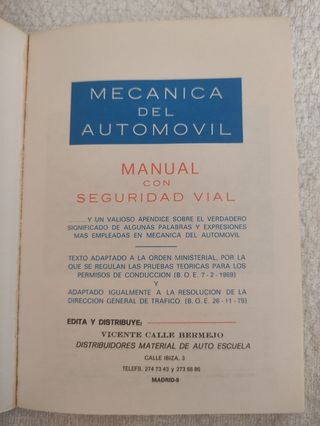 MECANICA
DEL
AUTOMOVIL
MANUAL
CON
SEGURIDAD VIAL
........Y UN VALIOSO APENDICE SOBRE EL VERDADERO
SIGNIFICADO DE ALGUNAS PALABRAS Y EXPRESIONES
MAS EMPLEADAS EN MECANICA DEL AUTOMOVIL
TEXTO ADAPTADO A LA ORDEN MINISTERIAL, POR LA
QUE SE REGULAN LAS PRUEBAS TEORICAS PARA LOS
PERMISOS DE CONDUCCION (B. O. E. 7-2-1969)
Y
ADAPTADO IGUALMENTE A LA RESOLUCION DE LA
DIRECCION GENERAL DE TRAFICO. (B. O. E. 26-11-79)
EDITA Y DISTRIBUYE:
VICENTE CALLE BERMEJO
DISTRIBUIDORES MATERIAL DE AUTO ESCUELA
CALLE IBIZA, 3
TELEFS. 274 73 43 y 273 68 86
MADRID-9